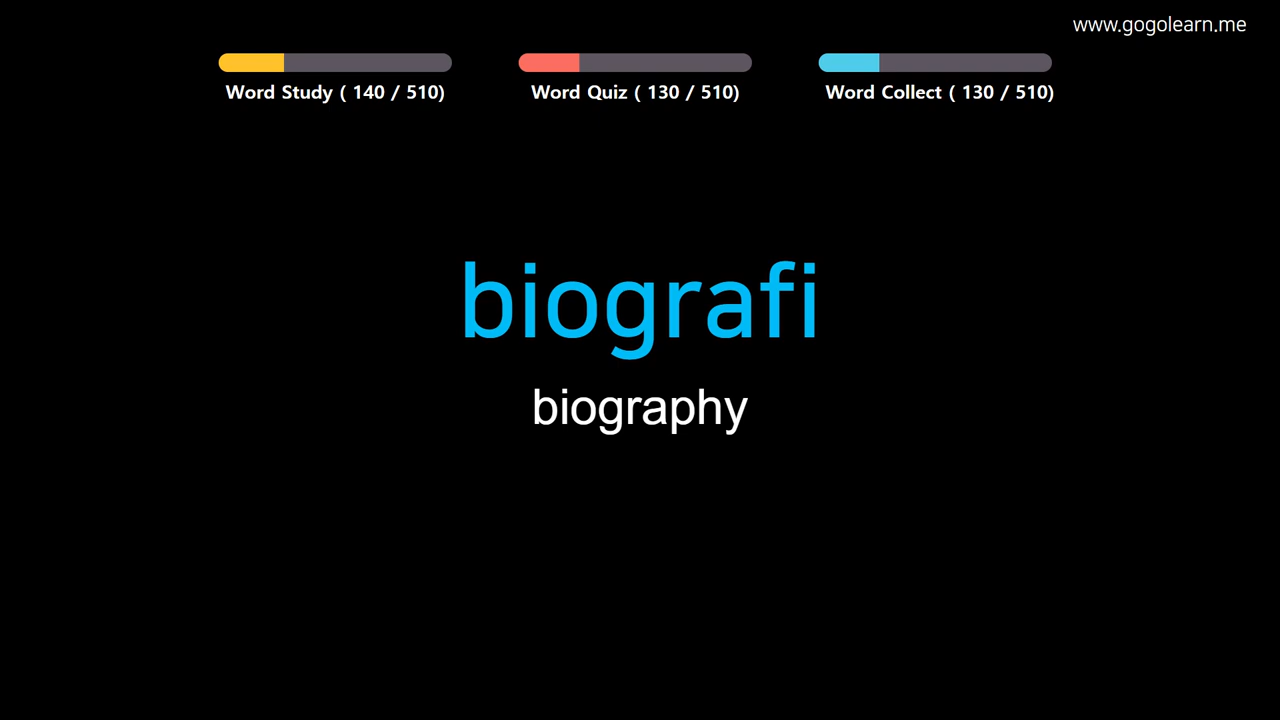 www.gogolearn.me
Word Study ( 140 / 510)
Word Quiz ( 130 / 510)
Word Collect ( 130 / 510)
biografi
biography